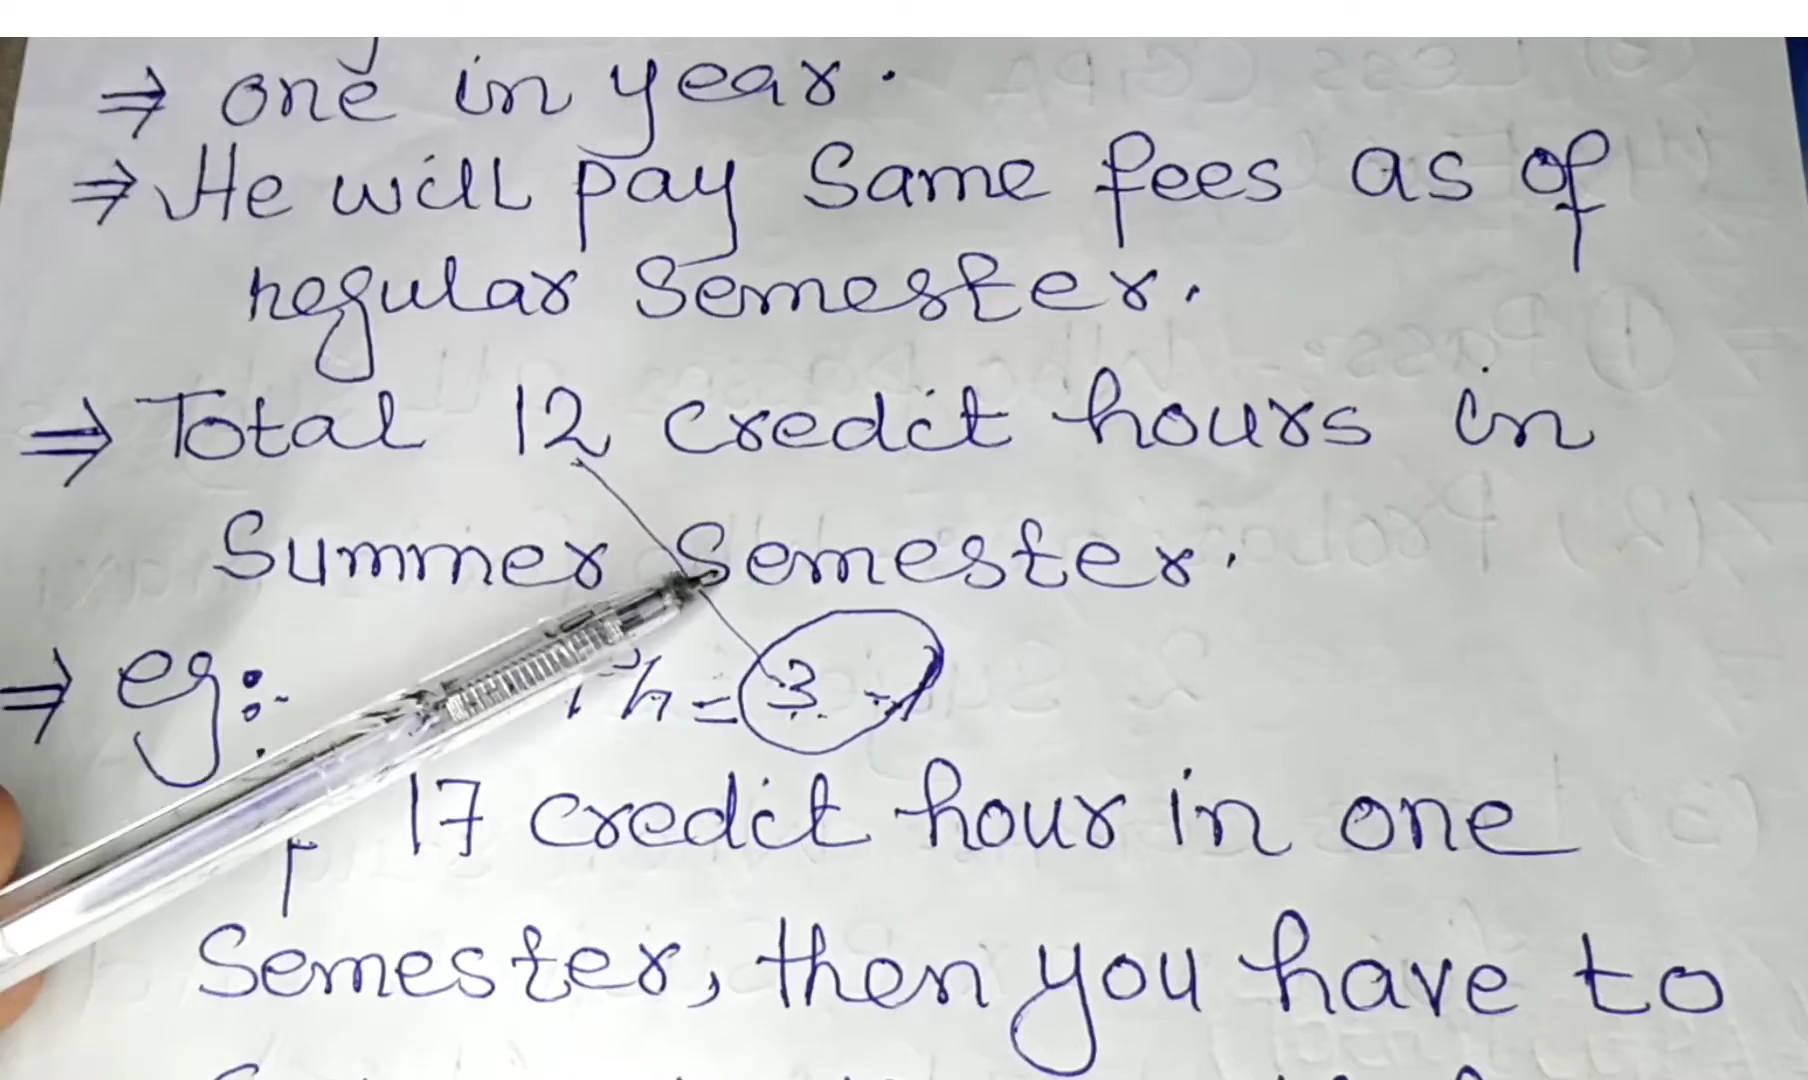 ⇒ one in year.
⇒ He will pay Same fees as of
regular Semester.
⇒ Total 12 credit hours in
Summer Semester.
⇒ eg:-
17 credit hour in one
Semester, then you have to